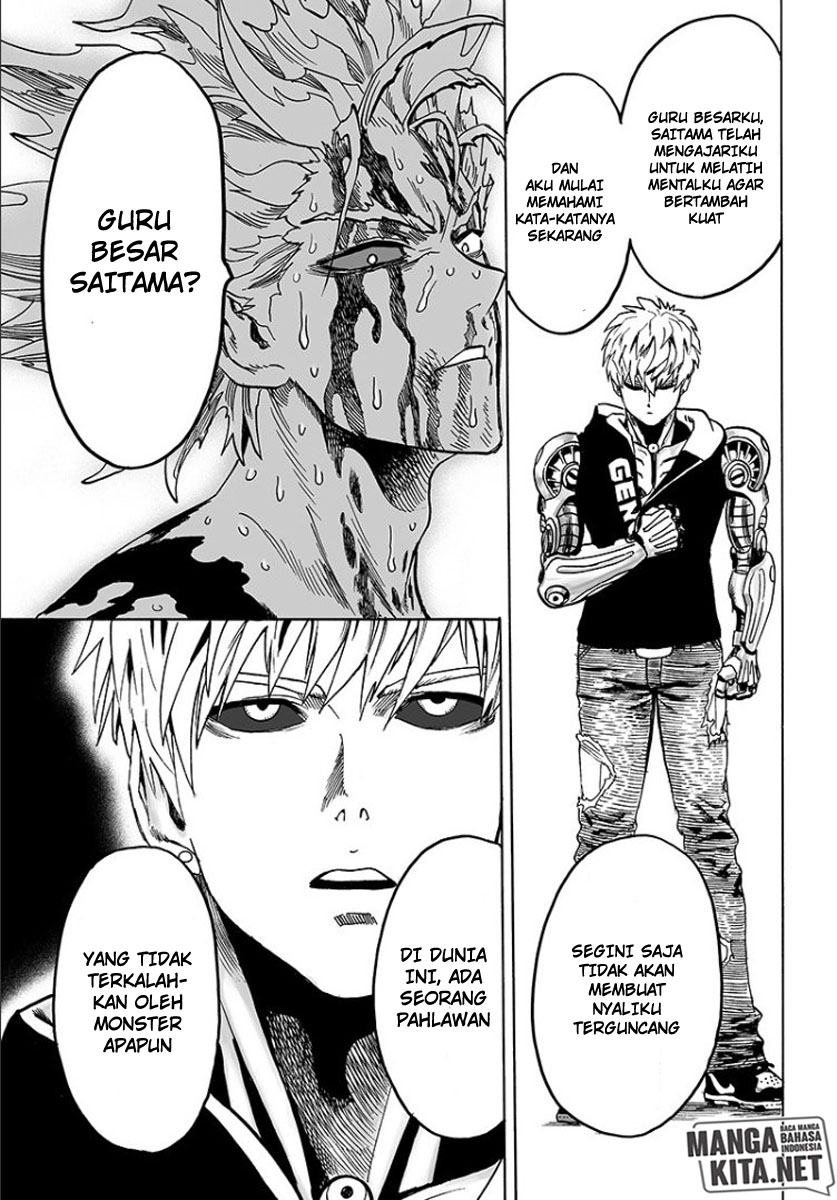 GURU BESARKU,
SAITAMA TELAH
MENGAJARIKU
UNTUK MELATIH
MENTALKU AGAR
BERTAMBAH
KUAT
DAN
AKU MULAI
MEMAHAMI
KATA-KATANYA
SEKARANG
GEN
SEGINI SAJA
TIDAK AKAN
MEMBUAT
NYALIKU
TERGUNCANG
GURU
BESAR
SAITAMA?
DI DUNIA
INI, ADA
SEORANG
PAHLAWAN
YANG TIDAK
TERKALAH-
KAN OLEH
MONSTER
APAPUN
MANGA
KITA.NET
BACA MANGA
BAHASA
INDONESIA